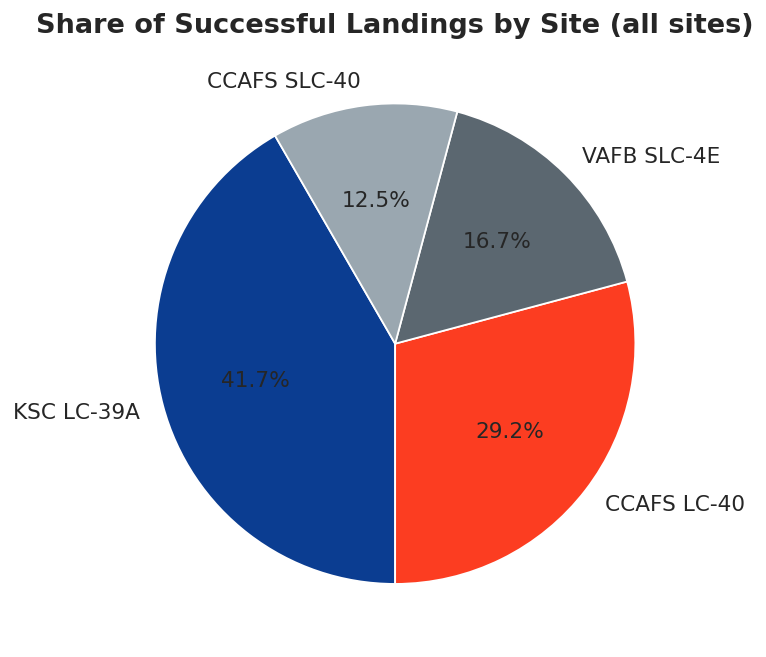 Share of Successful Landings by Site (all sites)
CCAFS SLC-40
VAFB SLC-4E
12.5%
16.7%
41.7%
KSC LC-39A
29.2%
CCAFS LC-40